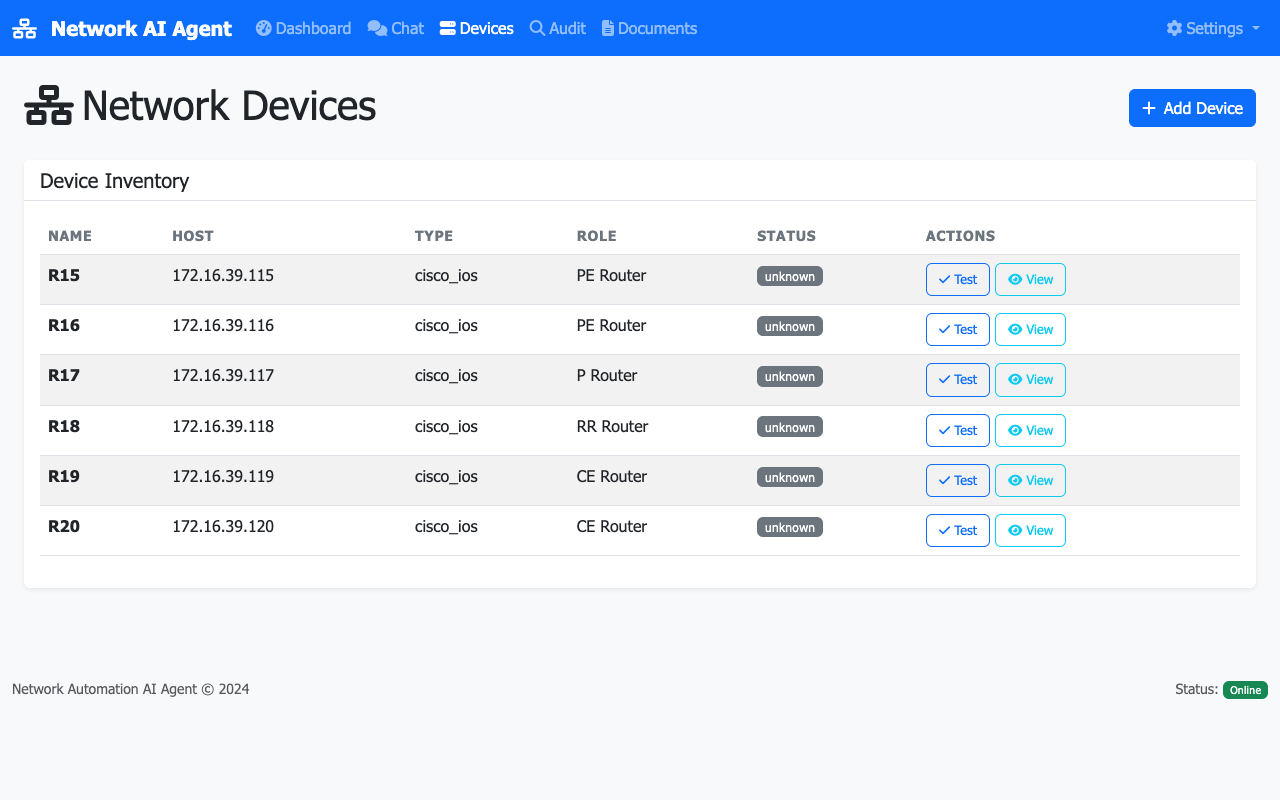 Network AI Agent Dashboard Chat Devices Audit Documents Settings
Network Devices
Add Device
Device Inventory
NAME HOST TYPE ROLE STATUS ACTIONS
R15 172.16.39.115 cisco_ios PE Router unknown Test View
R16 172.16.39.116 cisco_ios PE Router unknown Test View
R17 172.16.39.117 cisco_ios P Router unknown Test View
R18 172.16.39.118 cisco_ios RR Router unknown Test View
R19 172.16.39.119 cisco_ios CE Router unknown Test View
R20 172.16.39.120 cisco_ios CE Router unknown Test View
Network Automation AI Agent © 2024 Status: Online